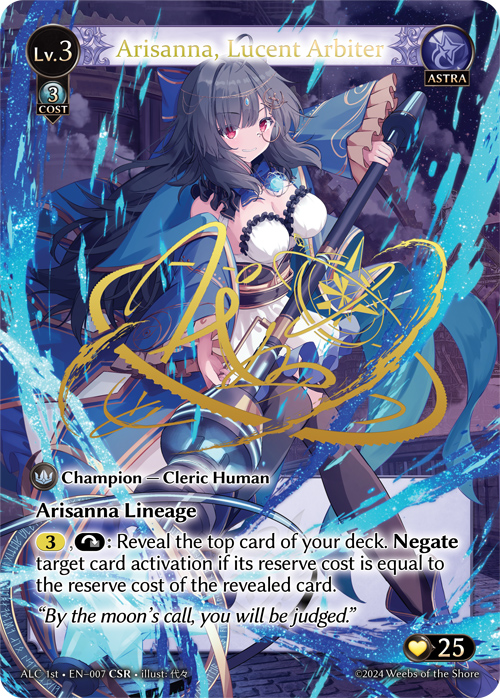 Lv.3
Arisanna, Lucent Arbiter
ASTRA
3
COST
Champion — Cleric Human
Arisanna Lineage
3 , : Reveal the top card of your deck. Negate
target card activation if its reserve cost is equal to
the reserve cost of the revealed card.
“By the moon’s call, you will be judged.”
25
ALC 1st • EN-007 CSR • illust: 代々
©2024 Weebs of the Shore